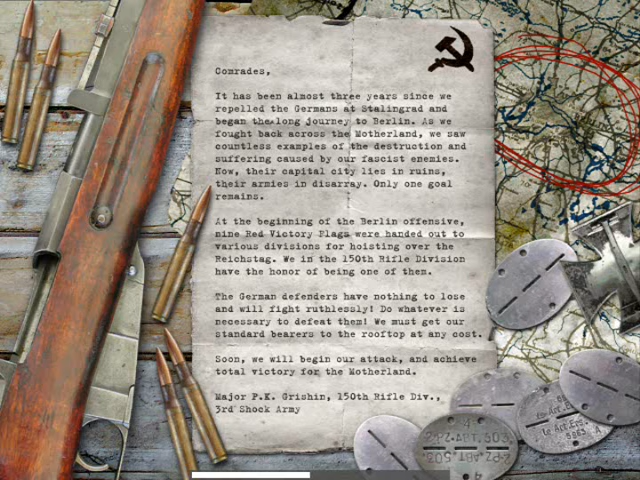 Comrades,
It has been almost three years since we
repelled the Germans at Stalingrad and
began the long journey to Berlin. As we
fought back across the Motherland, we saw
countless examples of the destruction and
suffering caused by our fascist enemies.
Now, their capital city lies in ruins,
their armies in disarray. Only one goal
remains.
At the beginning of the Berlin offensive,
nine Red Victory Flags were handed out to
various divisions for hoisting over the
Reichstag. We in the 150th Rifle Division
have the honor of being one of them.
The German defenders have nothing to lose
and will fight ruthlessly! Do whatever is
necessary to defeat them! We must get our
standard bearers to the rooftop at any cost.
Soon, we will begin our attack, and achieve
total victory for the Motherland.
Major P.K. Grishin, 150th Rifle Div.,
3rd Shock Army